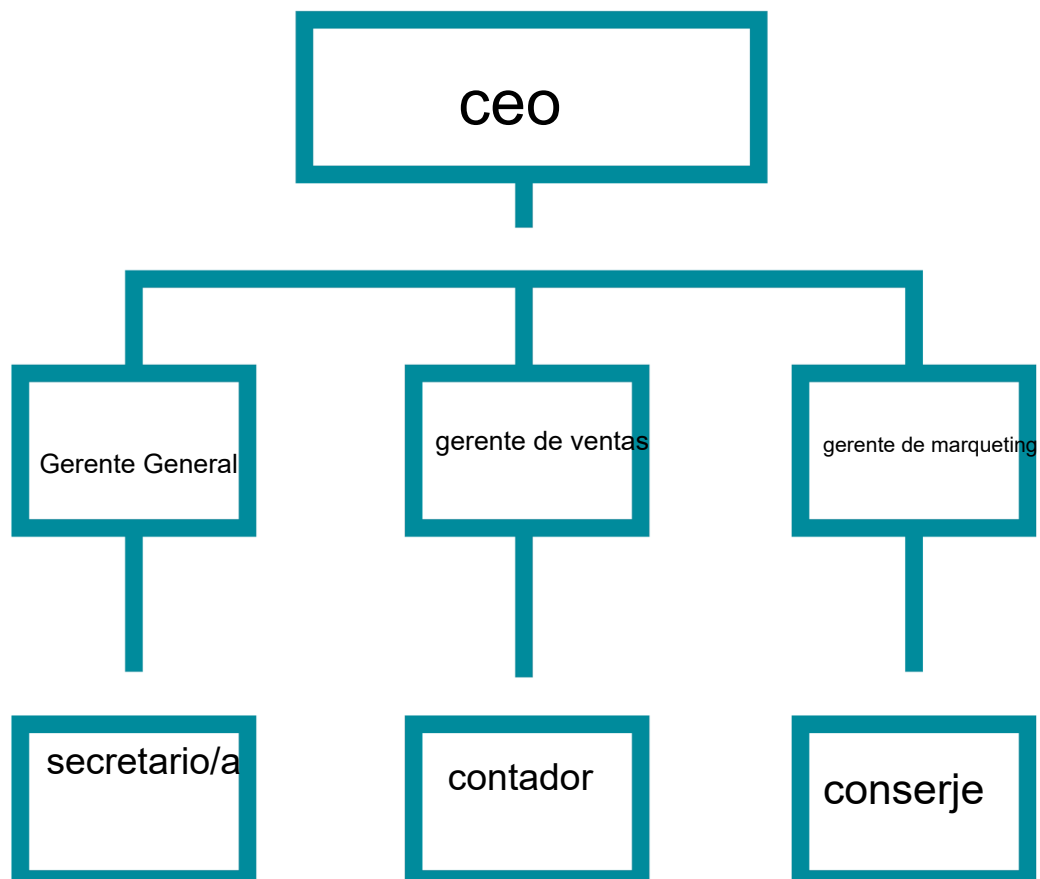 ceo
Gerente General
gerente de ventas
gerente de marqueting
secretario/a
contador
conserje